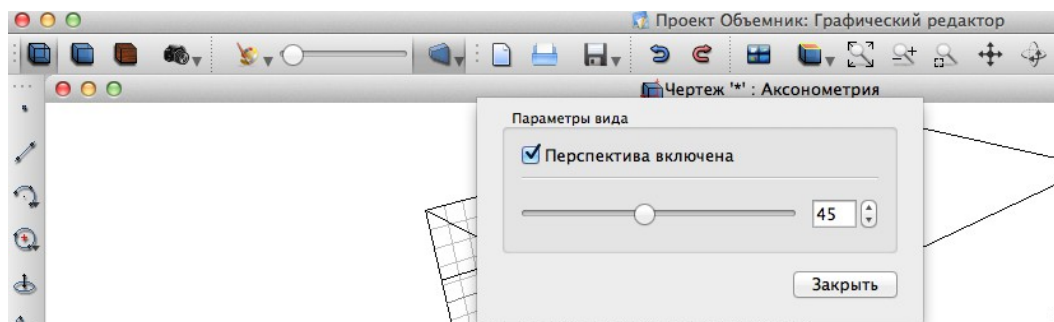 Проект Объемник: Графический редактор
Чертеж '*' : Аксонометрия
Параметры вида
Перспектива включена
45
Закрыть